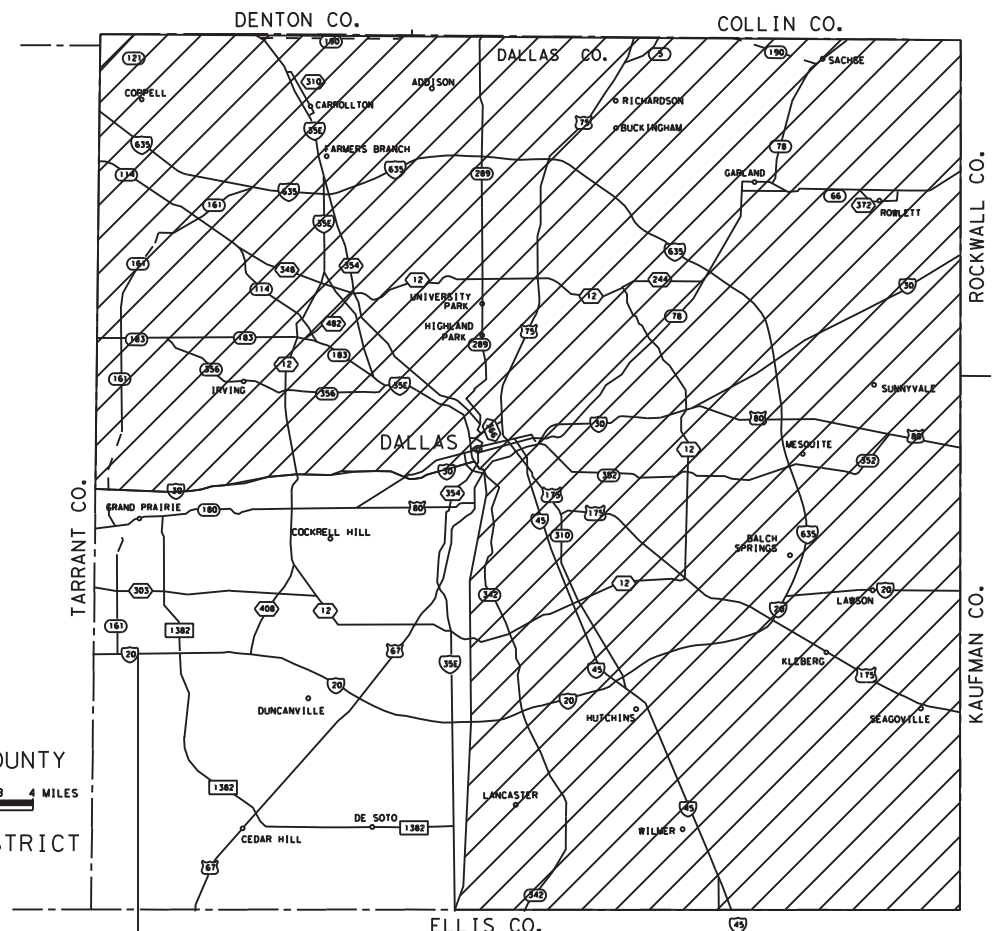 DENTON CO.
COLLIN CO.
190
DALLAS CO.
5
190
SACHSE
121
310
ADDISON
COPPELL
CARROLLTON
RICHARDSON
35E
75
BUCKINGHAM
635
FARMERS BRANCH
78
635
114
289
GARLAND
635
161
66
372
ROWLETT
35E
ROCKWALL CO.
635
161
348
354
12
244
30
114
UNIVERSITY
PARK
12
482
HIGHLAND
PARK
78
75
183
183
289
183
12
356
161
IRVING
356
35E
SUNNYVALE
80
30
DALLAS
80
MESQUITE
12
352
30
352
30
354
175
TARRANT CO.
GRAND PRAIRIE
180
80
175
45
310
635
COCKRELL HILL
BALCH
SPRINGS
303
12
20
342
LAWSON
408
12
20
161
1382
KAUFMAN CO.
67
20
35E
KLEBERG
45
175
20
20
DUNCANVILLE
HUTCHINS
SEAGOVILLE
OUNTY
1382
3 4 MILES
LANCASTER
45
DE SOTO
1382
WILMER
STRICT
CEDAR HILL
67
342
ELLIS CO.
45